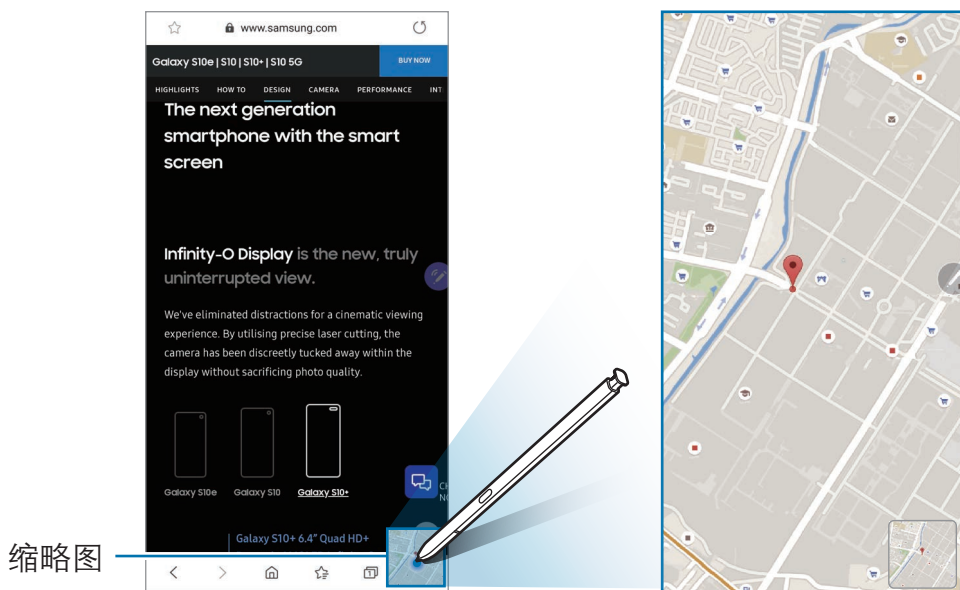 www.samsung.com
Galaxy S10e | S10 | S10+ | S10 5G
BUY NOW
HIGHLIGHTS HOW TO DESIGN CAMERA PERFORMANCE INT
The next generation
smartphone with the smart
screen
Infinity-O Display is the new, truly
uninterrupted view.
We've eliminated distractions for a cinematic viewing
experience. By utilising precise laser cutting, the
camera has been discreetly tucked away within the
display without sacrificing photo quality.
Galaxy S10e Galaxy S10 Galaxy S10+
Galaxy S10+ 6.4" Quad HD+
缩略图
1